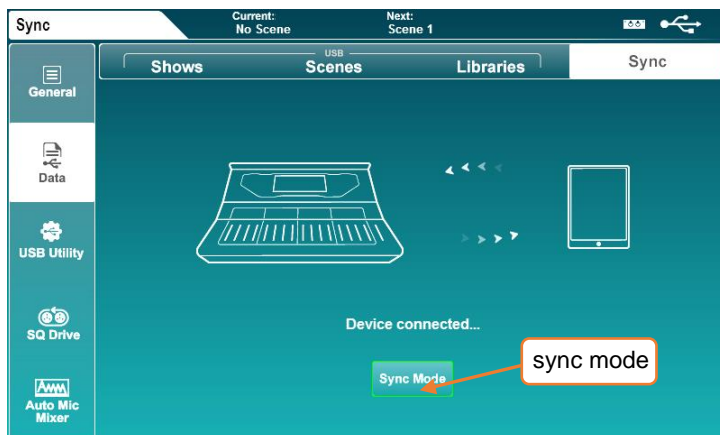 Sync
Current:
No Scene
Next:
Scene 1
USB
Shows
Scenes
Libraries
Sync
General
Data
USB Utility
SQ Drive
Auto Mic
Mixer
Device connected...
Sync Mode
sync mode